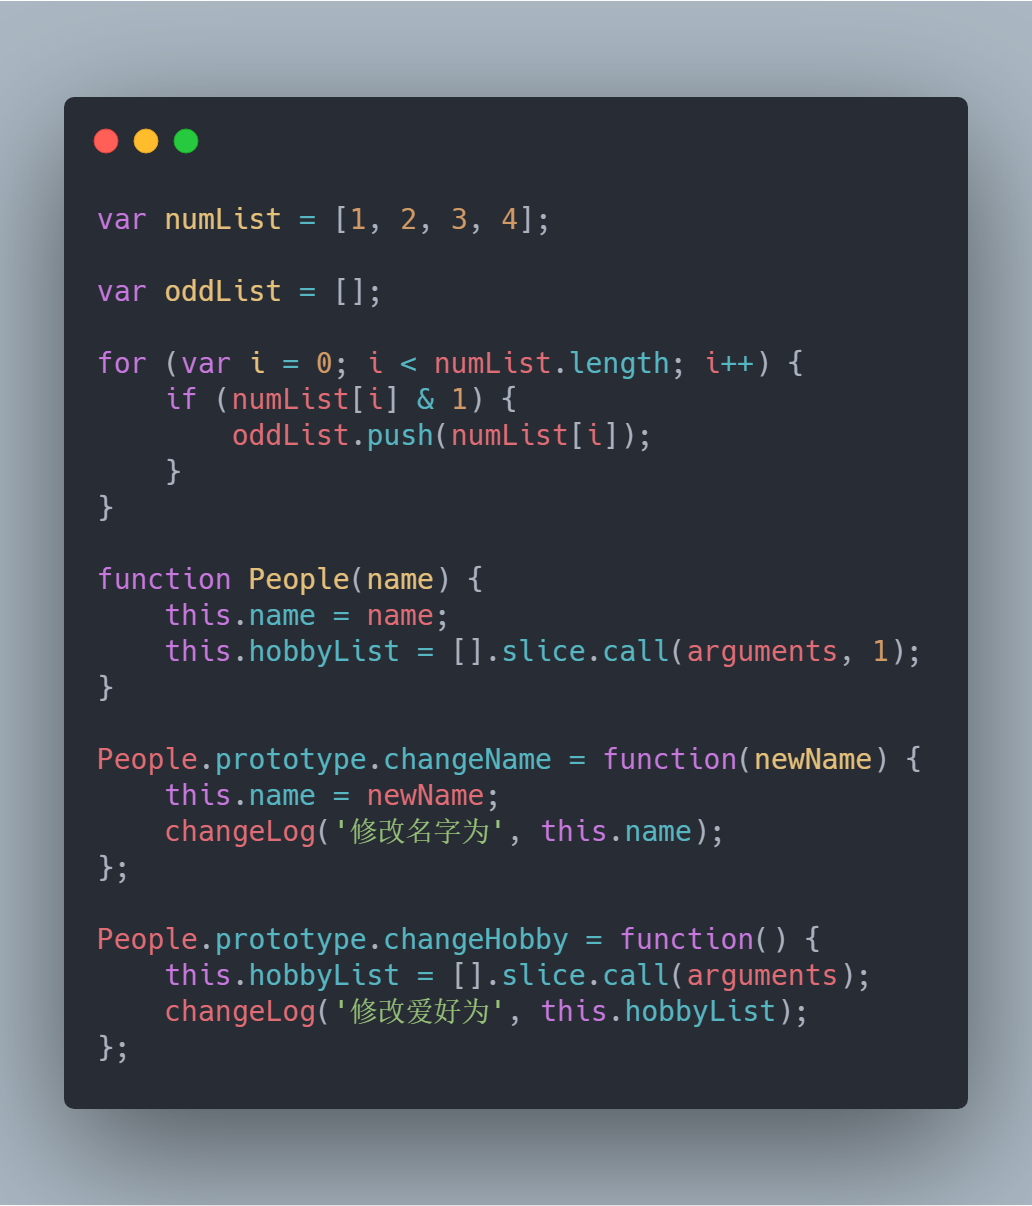 var numList = [1, 2, 3, 4];
var oddList = [];
for (var i = 0; i < numList.length; i++) {
    if (numList[i] & 1) {
        oddList.push(numList[i]);
    }
}
function People(name) {
    this.name = name;
    this.hobbyList = [].slice.call(arguments, 1);
}
People.prototype.changeName = function(newName) {
    this.name = newName;
    changeLog('修改名字为', this.name);
};
People.prototype.changeHobby = function() {
    this.hobbyList = [].slice.call(arguments);
    changeLog('修改爱好为', this.hobbyList);
};